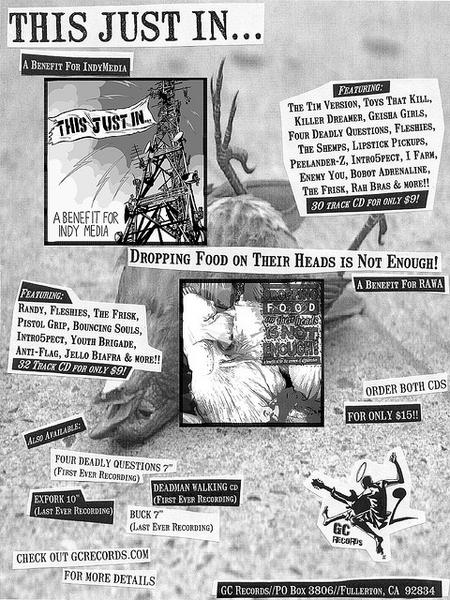 THIS JUST IN...
A BENEFIT FOR INDYMEDIA
THIS JUST IN...
A BENEFIT FOR
INDY MEDIA
FEATURING:
THE TIM VERSION, TOYS THAT KILL,
KILLER DREAMER, GEISHA GIRLS,
FOUR DEADLY QUESTIONS, FLESHIES,
THE SHEMPS, LIPSTICK PICKUPS,
PEELANDER-Z, INTRO5PECT, I FARM,
ENEMY YOU, BOBOT ADRENALINE,
THE FRISK, RAH BRAS & MORE!!
30 TRACK CD FOR ONLY $9!
DROPPING FOOD ON THEIR HEADS IS NOT ENOUGH!
A BENEFIT FOR RAWA
FEATURING:
RANDY, FLESHIES, THE FRISK,
PISTOL GRIP, BOUNCING SOULS,
INTRO5PECT, YOUTH BRIGADE,
ANTI-FLAG, JELLO BIAFRA & MORE!!
32 TRACK CD FOR ONLY $9!
FOOD
IS NOT
ENOUGH!
ORDER BOTH CDS
FOR ONLY $15!!
ALSO AVAILABLE:
FOUR DEADLY QUESTIONS 7"
(FIRST EVER RECORDING)
DEADMAN WALKING CD
(FIRST EVER RECORDING)
EXFORK 10"
(LAST EVER RECORDING)
BUCK 7"
(LAST EVER RECORDING)
GC
RECORDS
CHECK OUT GCRECORDS.COM
FOR MORE DETAILS
GC RECORDS//PO BOX 3806//FULLERTON, CA 92834